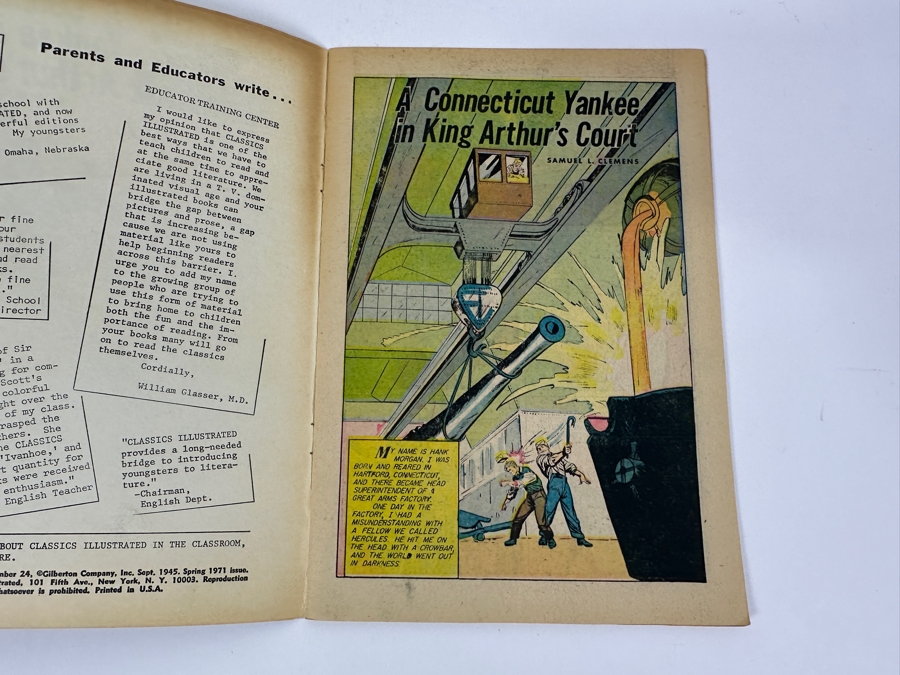 Parents and Educators write...
school with
ATED, and now
erful editions
My youngsters
Omaha, Nebraska
r fine
our
students
nearest
nd read
ks.
e fine
."
School
irector
of Sir
' in a
g for com-
Scott's
colorful
ght over the
of my class.
rasped the
thers. She
he CLASSICS
'Ivanhoe,' and
t quantity for
ks were received
enthusiasm."
English Teacher
EDUCATOR TRAINING CENTER
I would like to express
my opinion that CLASSICS
ILLUSTRATED is one of the
best ways that we have to
teach children to read and
at the same time to appre-
ciate good literature. We
are living in a T. V. dom-
inated visual age and your
illustrated books can
bridge the gap between
pictures and prose, a gap
that is increasing be-
cause we are not using
material like yours to
help beginning readers
across this barrier. I
urge you to add my name
to the growing group of
people who are trying to
use this form of material
to bring home to children
both the fun and the im-
portance of reading. From
your books many will go
on to read the classics
themselves.
Cordially,
William Glasser, M.D.
"CLASSICS ILLUSTRATED
provides a long-needed
bridge to introducing
youngsters to litera-
ture."
—Chairman,
English Dept.
BOUT CLASSICS ILLUSTRATED IN THE CLASSROOM,
RE.
mber 24, ©Gilberton Company, Inc. Sept. 1945. Spring 1971 issue.
trated, 101 Fifth Ave., New York, N. Y. 10003. Reproduction
hatsoever is prohibited. Printed in U.S.A.
A Connecticut Yankee
in King Arthur's Court
SAMUEL L. CLEMENS
MY NAME IS HANK
MORGAN. I WAS
BORN AND REARED IN
HARTFORD, CONNECTICUT,
AND THERE BECAME HEAD
SUPERINTENDENT OF A
GREAT ARMS FACTORY.
ONE DAY IN THE
FACTORY, I HAD A
MISUNDERSTANDING WITH
A FELLOW WE CALLED
HERCULES. HE HIT ME ON
THE HEAD WITH A CROWBAR,
AND THE WORLD WENT OUT
IN DARKNESS.